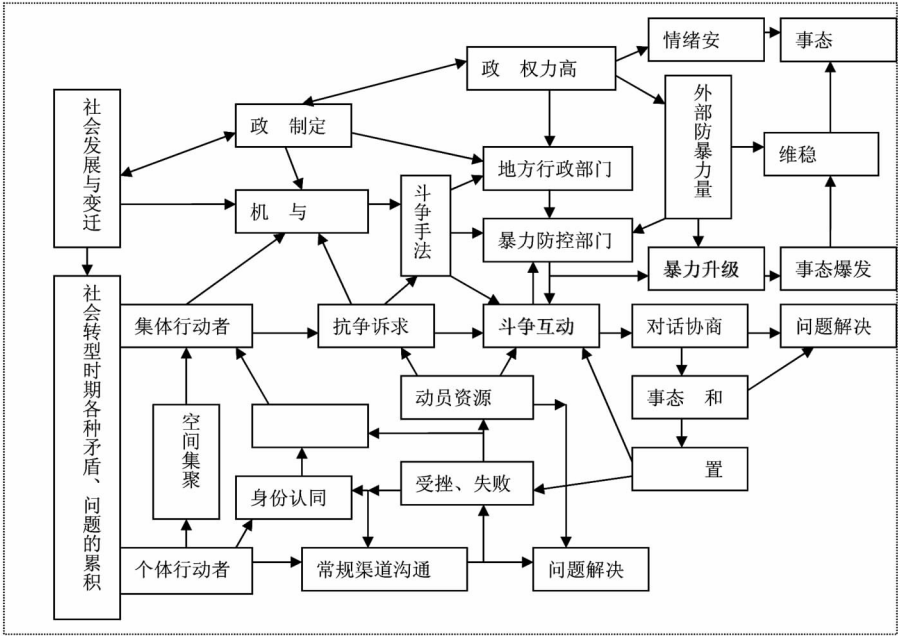 情绪安
事态
政 权力高
社会发展与变迁
外部防暴力量
政 制定
维稳
地方行政部门
斗争手法
机 与
暴力防控部门
暴力升级
事态爆发
社会转型时期各种矛盾、问题的累积
集体行动者
抗争诉求
斗争互动
对话协商
问题解决
动员资源
事态 和
空间集聚
置
受挫、失败
身份认同
个体行动者
常规渠道沟通
问题解决